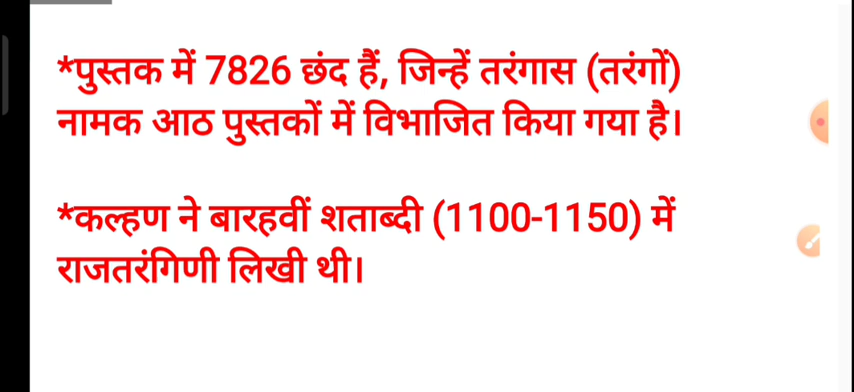 *पुस्तक में 7826 छंद हैं, जिन्हें तरंगास (तरंगों)
नामक आठ पुस्तकों में विभाजित किया गया है।
*कल्हण ने बारहवीं शताब्दी (1100-1150) में
राजतरंगिणी लिखी थी।